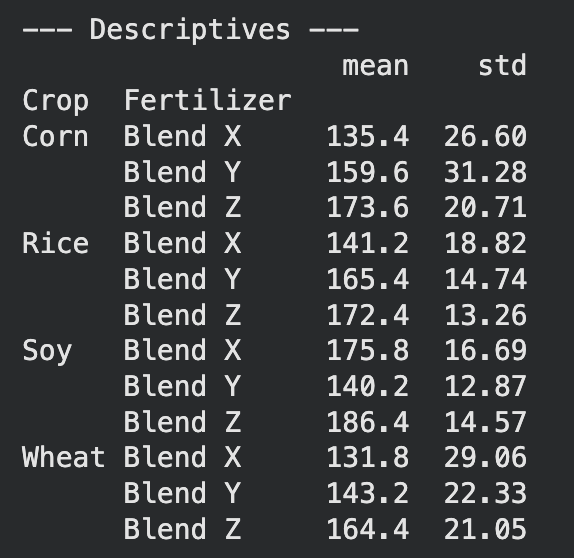 --- Descriptives ---
mean std
Crop Fertilizer
Corn Blend X 135.4 26.60
Blend Y 159.6 31.28
Blend Z 173.6 20.71
Rice Blend X 141.2 18.82
Blend Y 165.4 14.74
Blend Z 172.4 13.26
Soy Blend X 175.8 16.69
Blend Y 140.2 12.87
Blend Z 186.4 14.57
Wheat Blend X 131.8 29.06
Blend Y 143.2 22.33
Blend Z 164.4 21.05